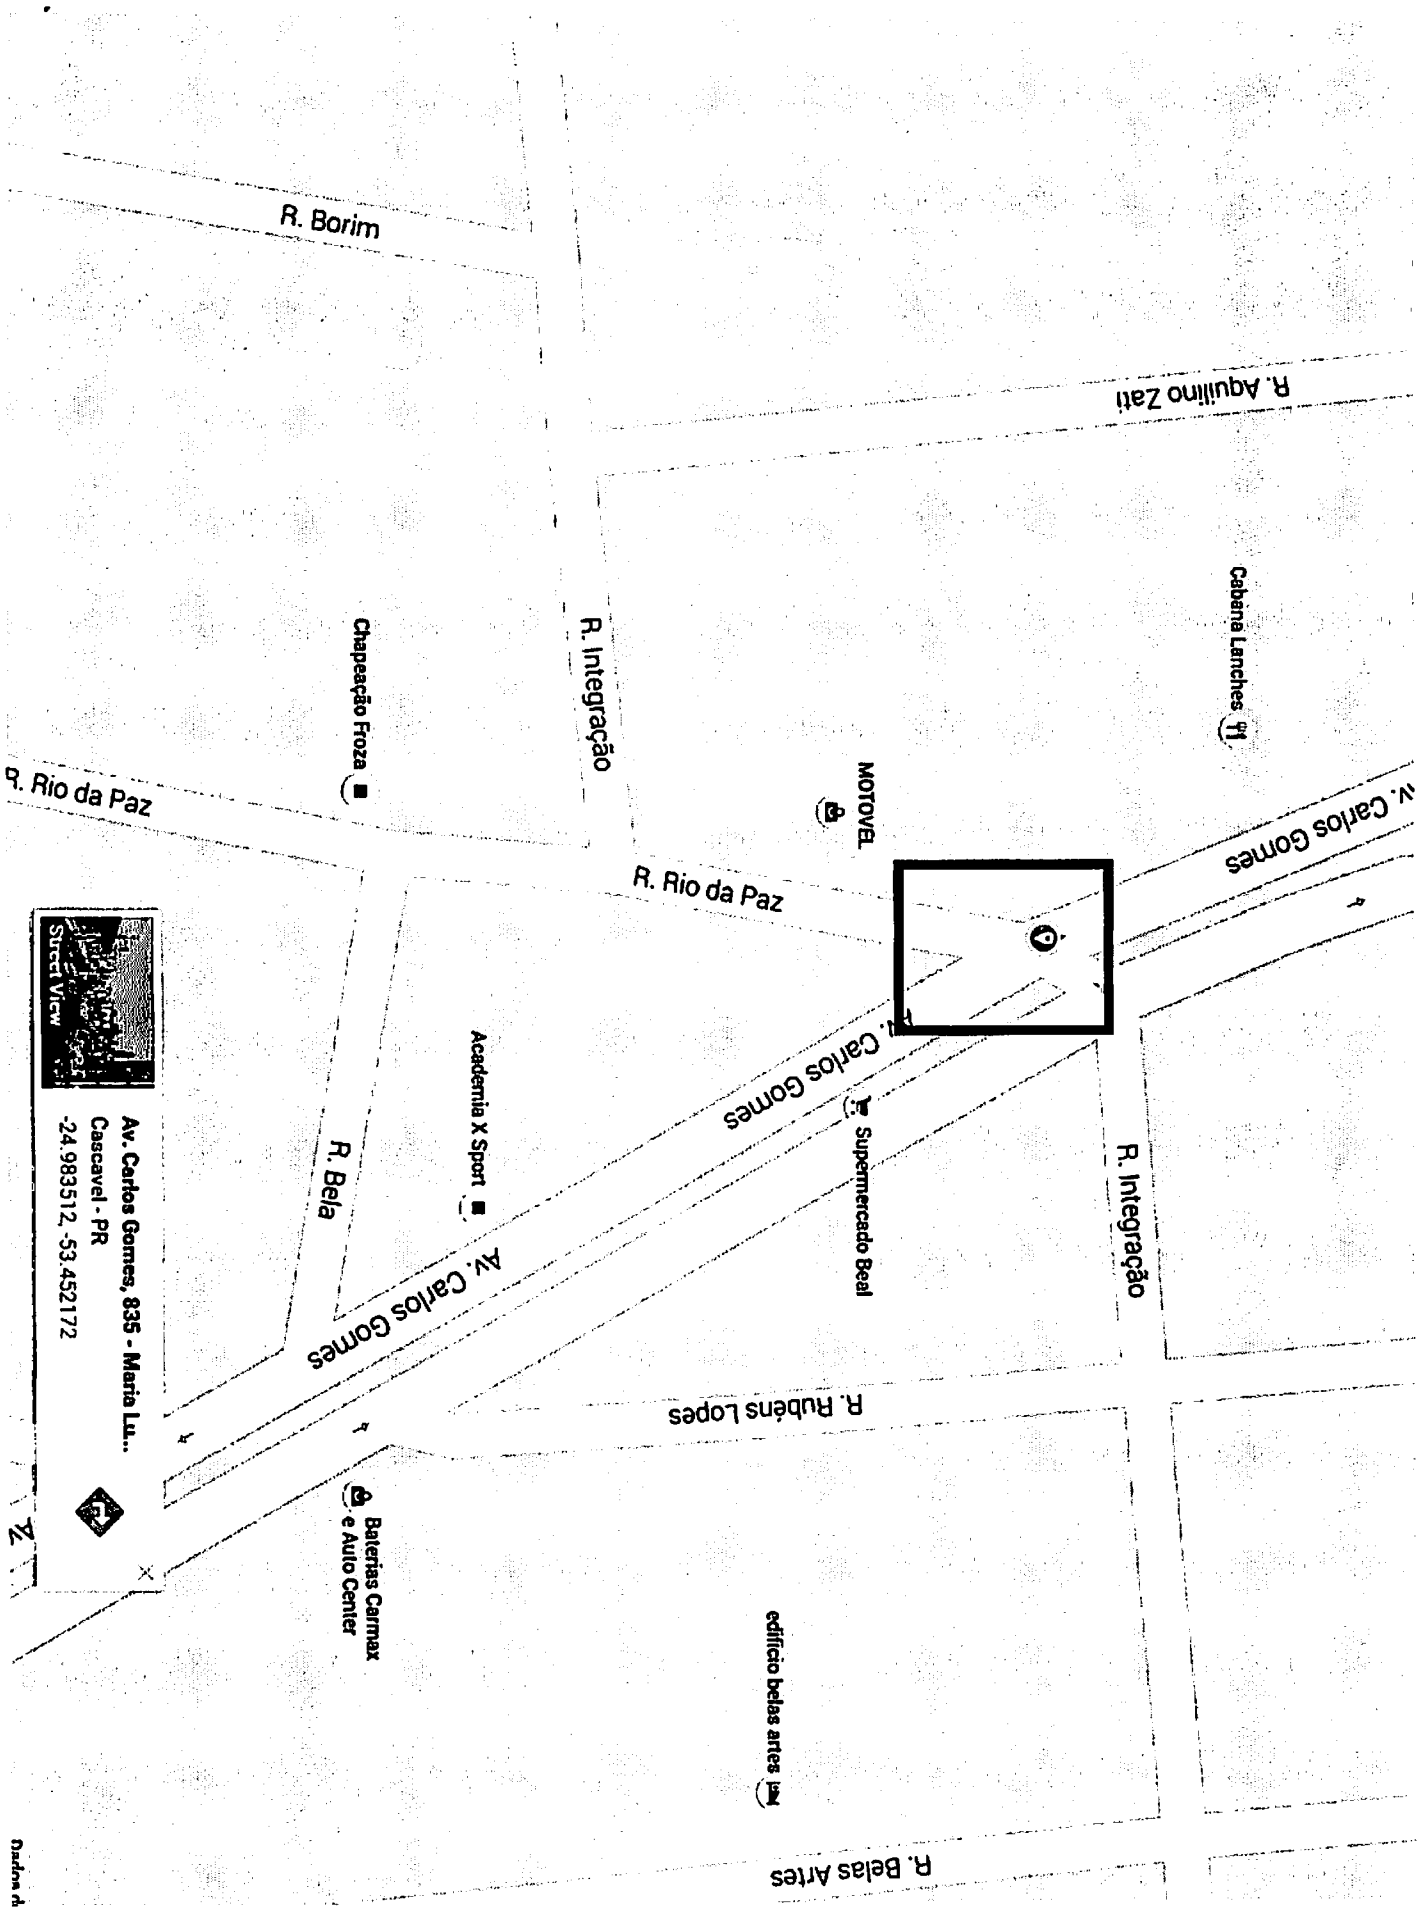 R. Borim
R. Aquilino Zati
Cabana Lanches
Chapeação Froza
R. Integração
MOTOVEL
Av. Carlos Gomes
R. Rio da Paz
R. Rio da Paz
Av. Carlos Gomes
Academia X Sport
Supermercado Beal
R. Integração
R. Bela
Av. Carlos Gomes
R. Rubens Lopes
Street View
Av. Carlos Gomes, 835 - Maria Lu...
Cascavel - PR
-24.983512, -53.452172
Baterias Carmax
e Auto Center
edifício belas artes
R. Belas Artes